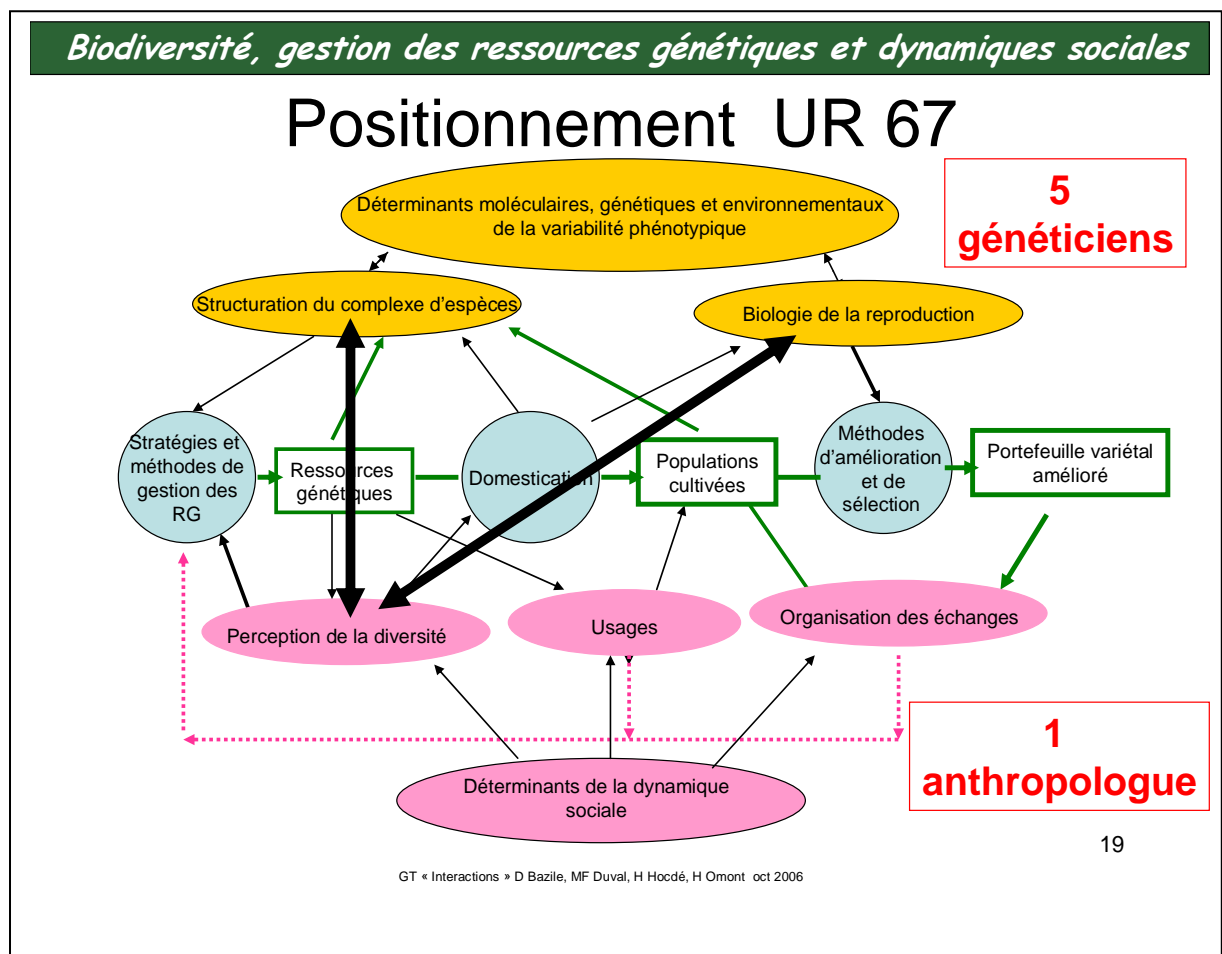 Biodiversité, gestion des ressources génétiques et dynamiques sociales
Positionnement UR 67
5
généticiens
Déterminants moléculaires, génétiques et environnementaux
de la variabilité phénotypique
Structuration du complexe d'espèces
Biologie de la reproduction
Stratégies et
méthodes de
gestion des
RG
Ressources
génétiques
Domestication
Populations
cultivées
Méthodes
d'amélioration
et de
sélection
Portefeuille variétal
amélioré
Perception de la diversité
Usages
Organisation des échanges
1
anthropologue
Déterminants de la dynamique
sociale
19
GT « Interactions » D Bazile, MF Duval, H Hocdé, H Omont oct 2006